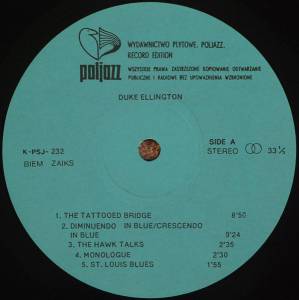 WYDAWNICTWO PŁYTOWE. POLJAZZ.
RECORD EDITION
WSZYSTKIE PRAWA ZASTRZEŻONE KOPIOWANIE ODTWARZANIE
PUBLICZNE I RADIOWE BEZ UPOWAŻNIENIA WZBRONIONE
poljazz
DUKE ELLINGTON
K-PSJ- 232
BIEM ZAIKS
SIDE A
STEREO 33⅓
1. THE TATTOOED BRIDGE 8'50
2. DIMINUENDO IN BLUE/CRESCENDO
IN BLUE 9'24
3. THE HAWK TALKS 2'35
4. MONOLOGUE 2'30
5. ST. LOUIS BLUES 1'55